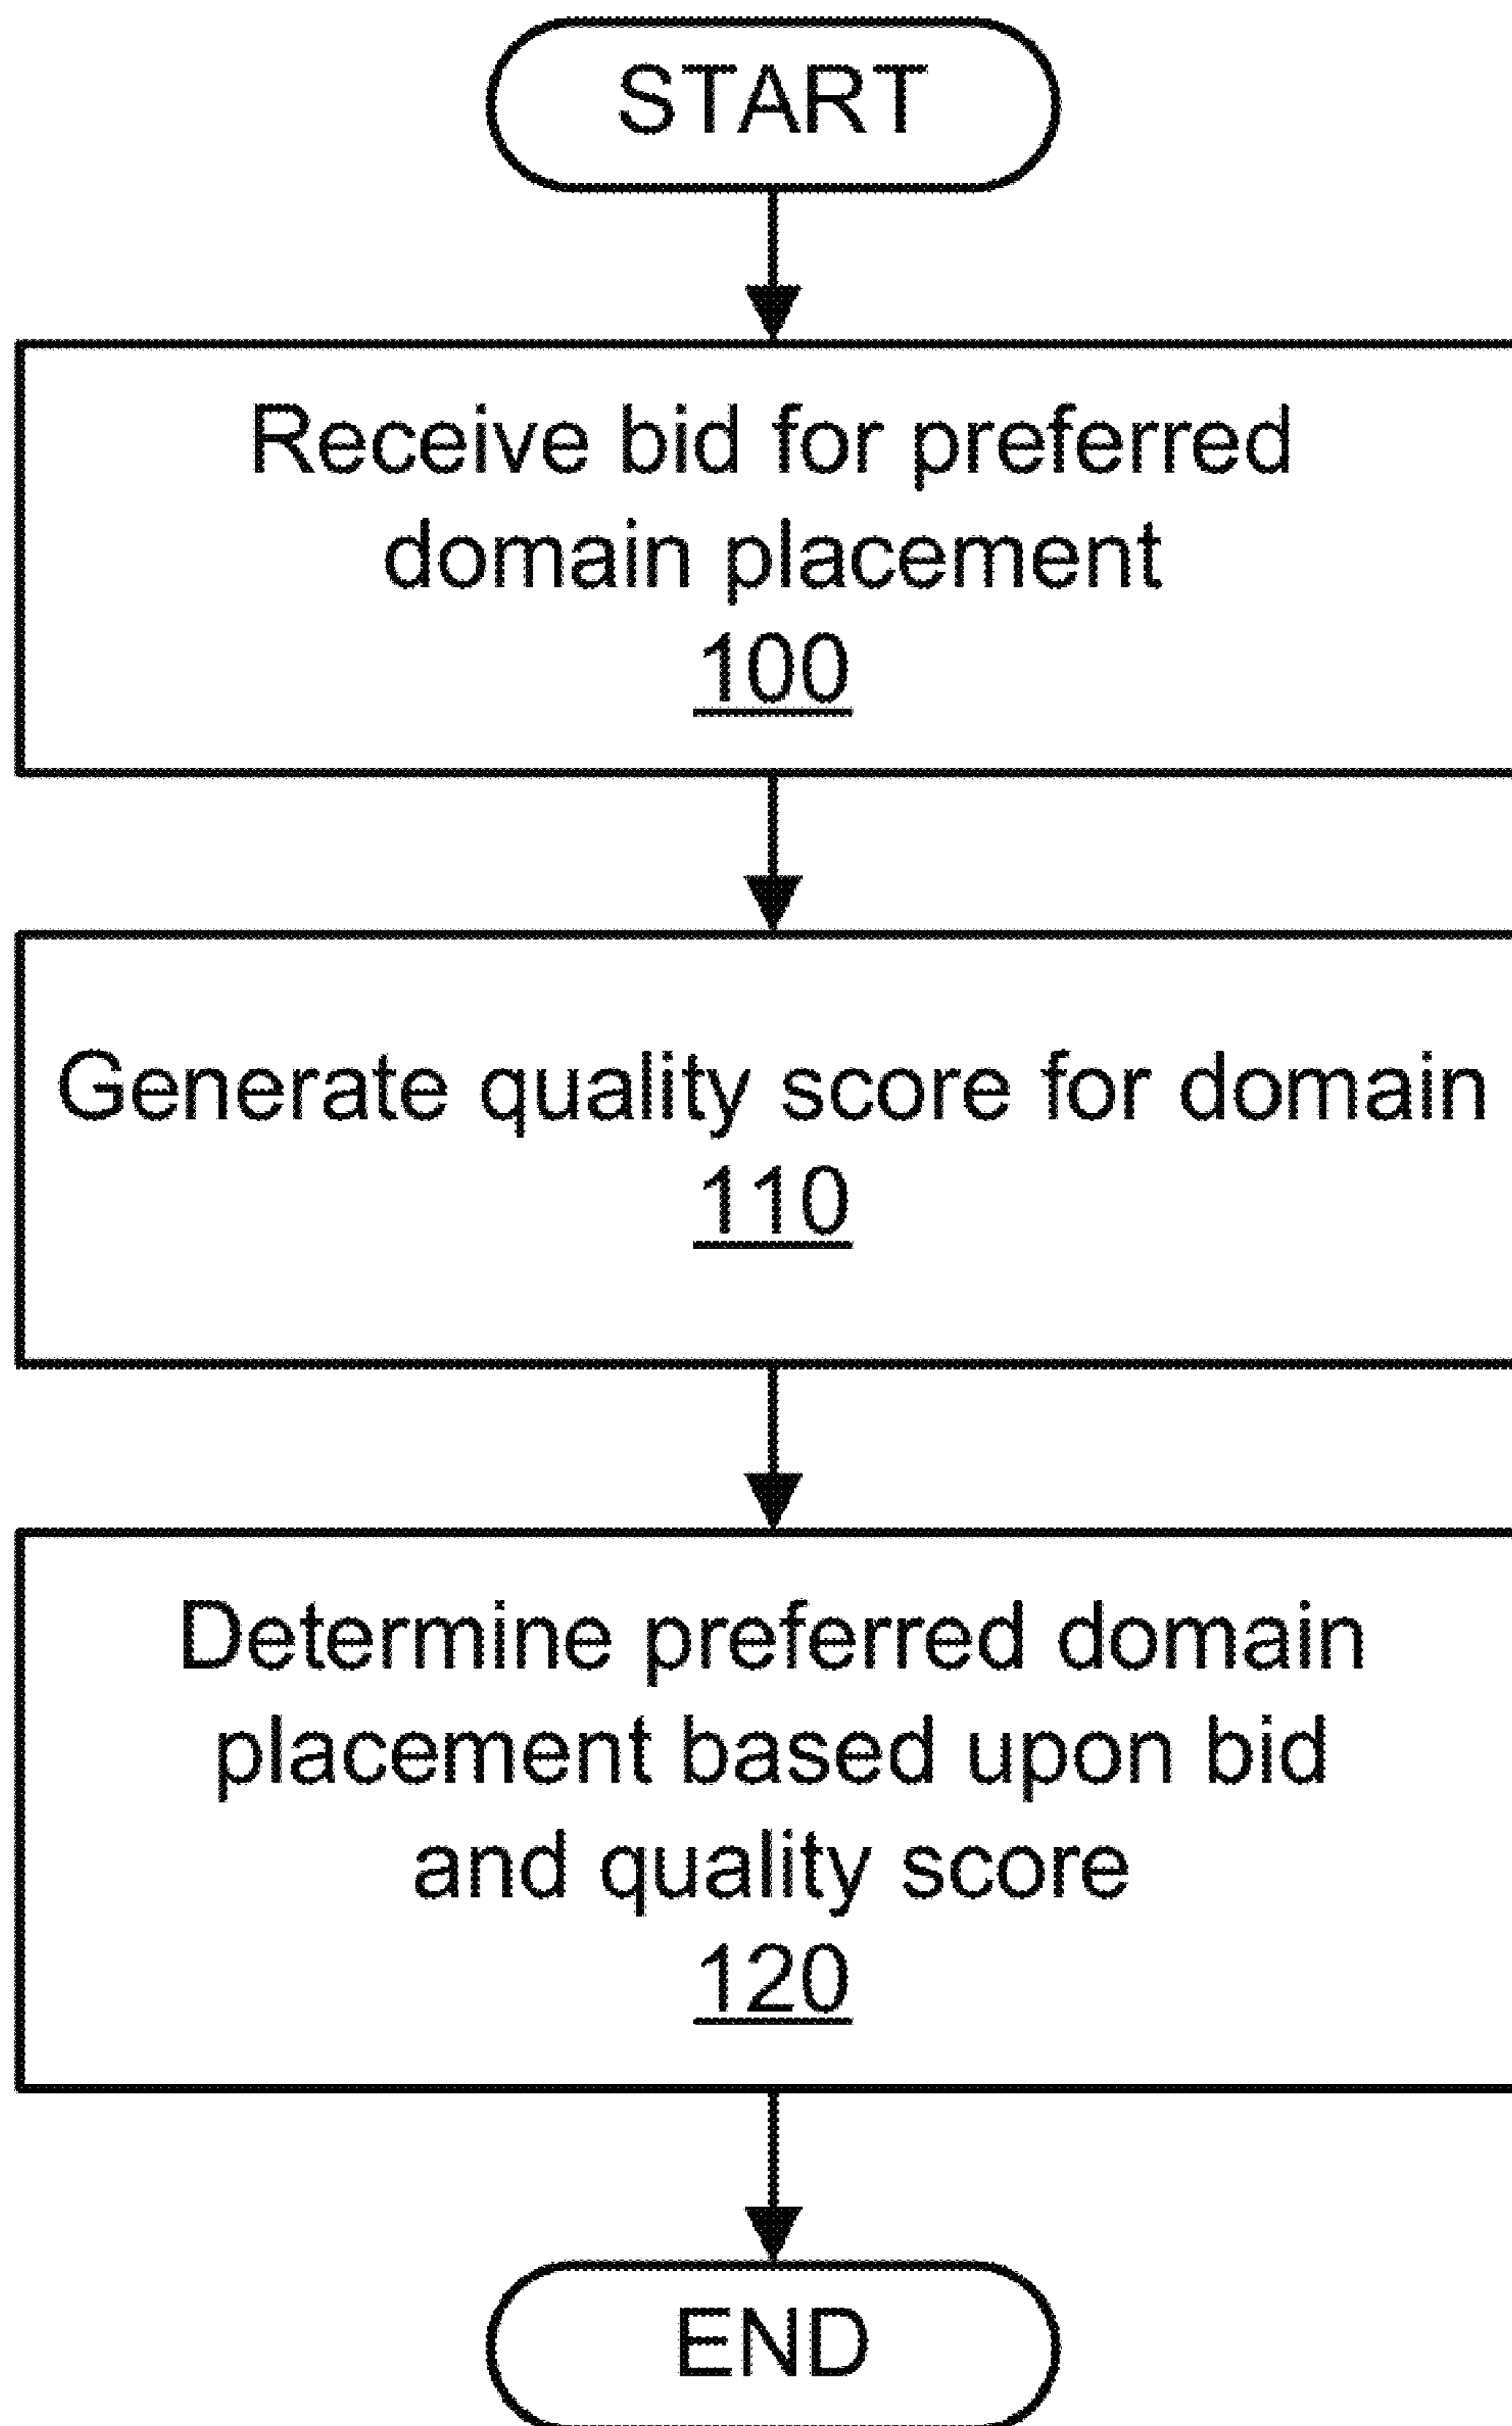 START
Receive bid for preferred
domain placement
100
Generate quality score for domain
110
Determine preferred domain
placement based upon bid
and quality score
120
END